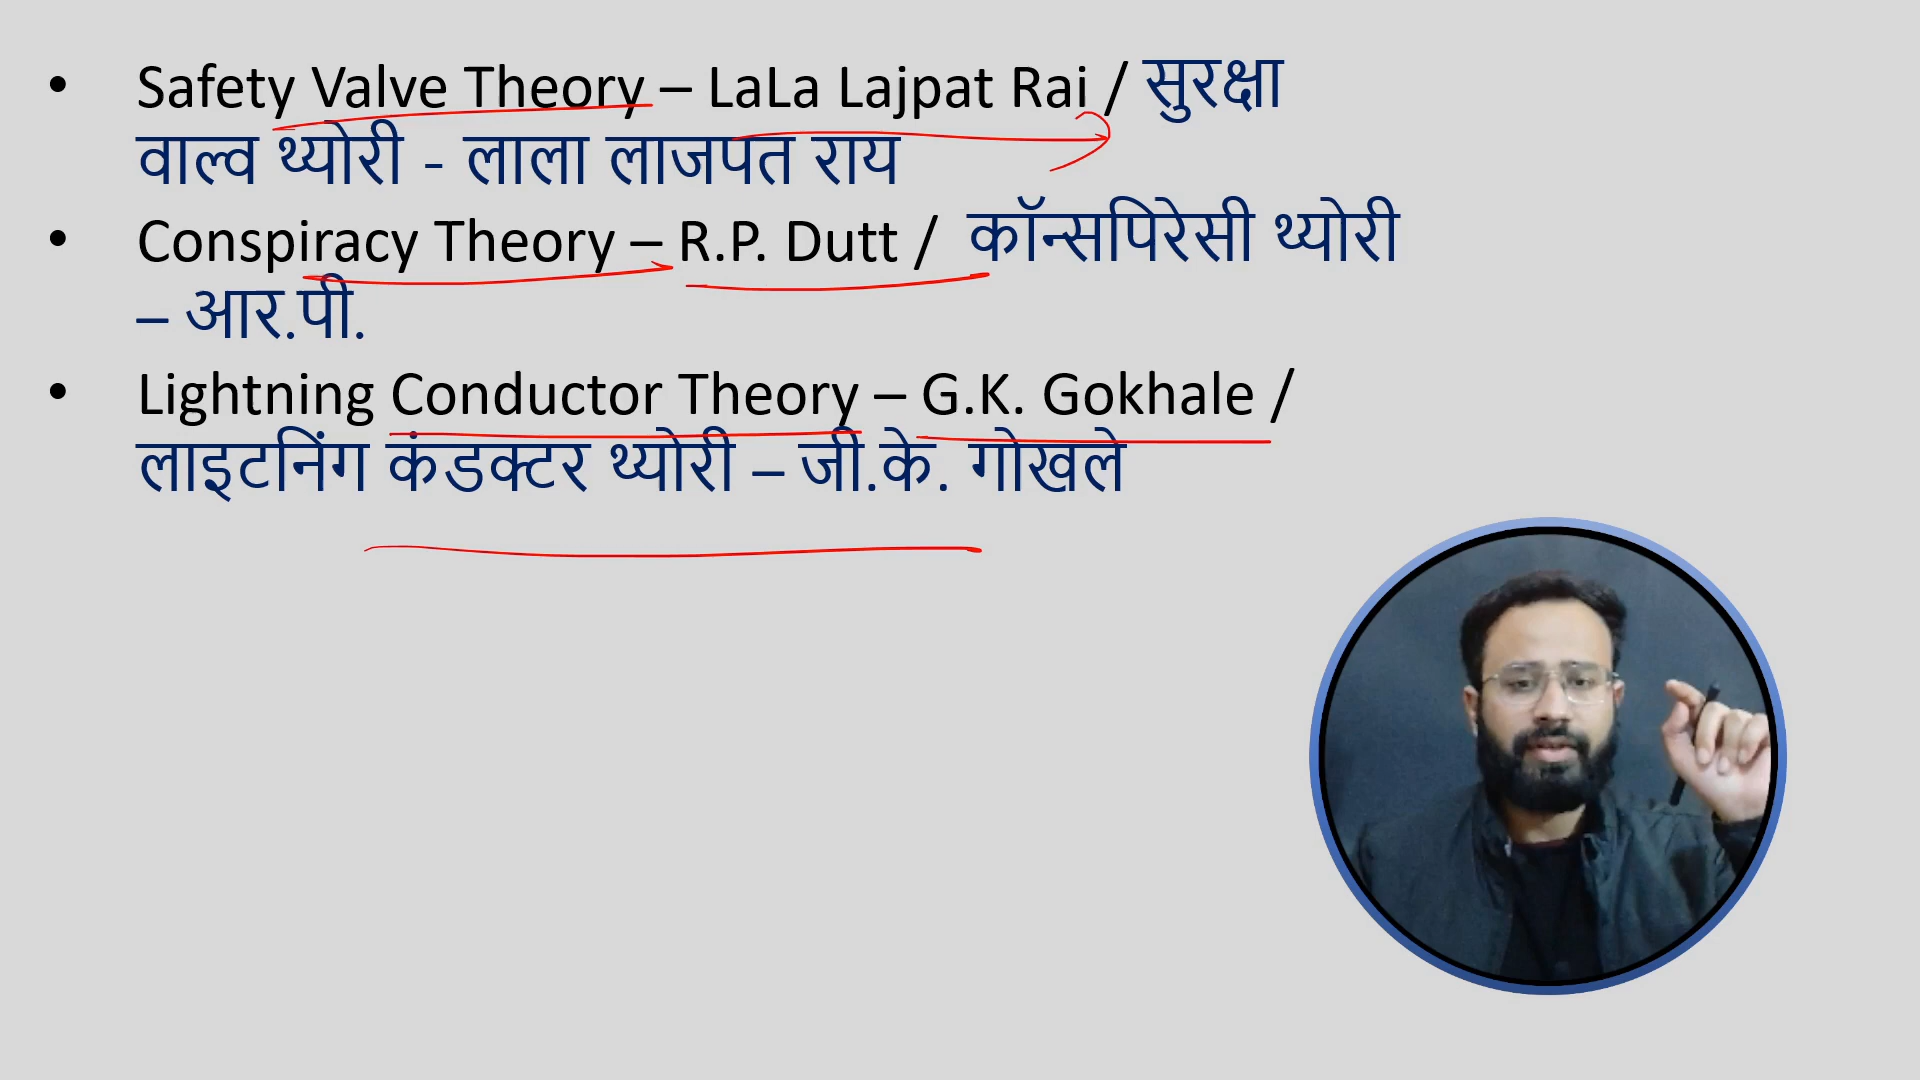 • Safety Valve Theory – LaLa Lajpat Rai / सुरक्षा
वाल्व थ्योरी - लाला लाजपत राय
• Conspiracy Theory – R.P. Dutt / कॉन्सपिरेसी थ्योरी
– आर.पी.
• Lightning Conductor Theory – G.K. Gokhale /
लाइटनिंग कंडक्टर थ्योरी – जी.के. गोखले